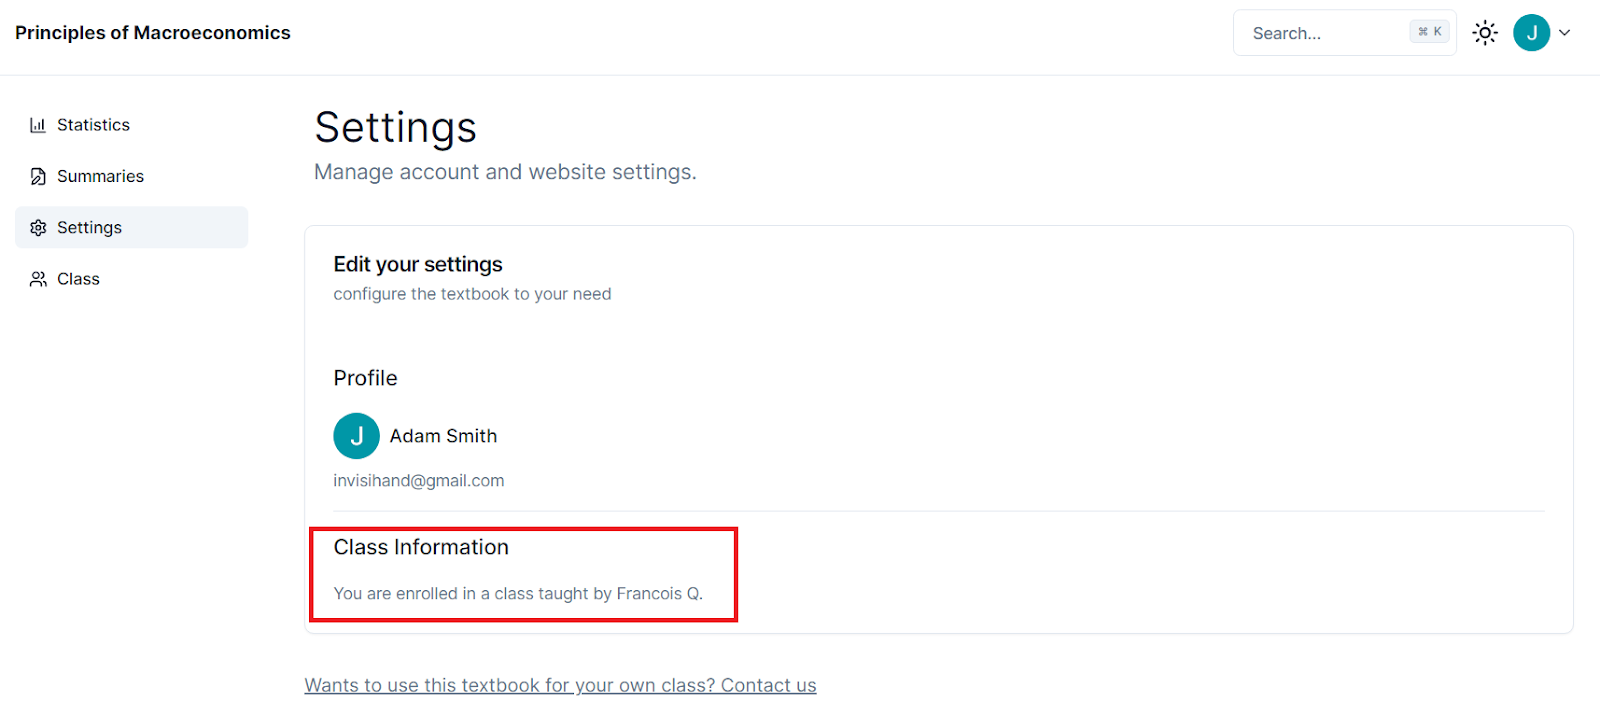 Principles of Macroeconomics
Search...
⌘ K
J
Statistics
Summaries
Settings
Class
Settings
Manage account and website settings.
Edit your settings
configure the textbook to your need
Profile
J
Adam Smith
invisihand@gmail.com
Class Information
You are enrolled in a class taught by Francois Q.
Wants to use this textbook for your own class? Contact us